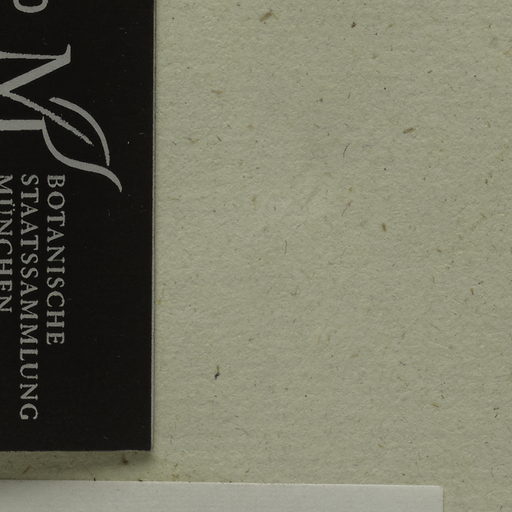 M
BOTANISCHE
STAATSSAMMLUNG
MÜNCHEN